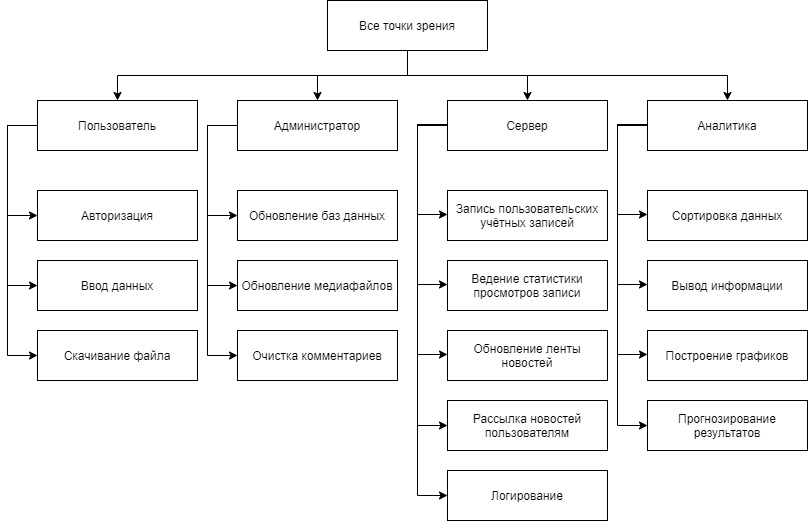 Все точки зрения
Пользователь
Администратор
Сервер
Аналитика
Авторизация
Ввод данных
Скачивание файла
Обновление баз данных
Обновление медиафайлов
Очистка комментариев
Запись пользовательских
учётных записей
Ведение статистики
просмотров записи
Обновление ленты
новостей
Рассылка новостей
пользователям
Логирование
Сортировка данных
Вывод информации
Построение графиков
Прогнозирование
результатов